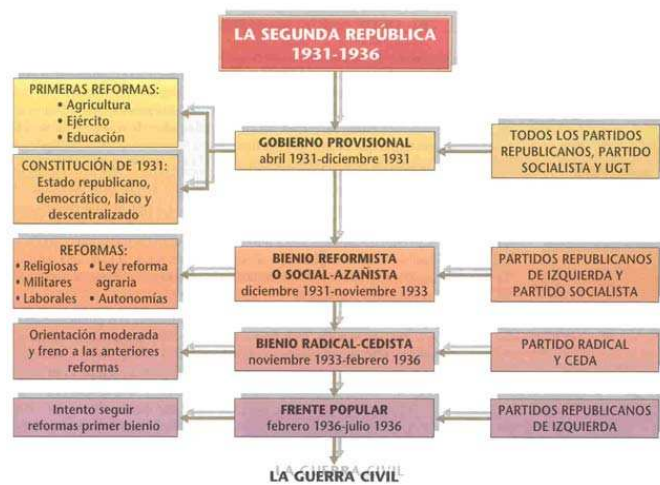 LA SEGUNDA REPÚBLICA
1931-1936
PRIMERAS REFORMAS:
• Agricultura
• Ejército
• Educación
CONSTITUCIÓN DE 1931:
Estado republicano,
democrático, laico y
descentralizado
GOBIERNO PROVISIONAL
abril 1931-diciembre 1931
TODOS LOS PARTIDOS
REPUBLICANOS, PARTIDO
SOCIALISTA Y UGT
REFORMAS:
• Religiosas • Ley reforma
• Militares agraria
• Laborales • Autonomías
BIENIO REFORMISTA
O SOCIAL-AZAÑISTA
diciembre 1931-noviembre 1933
PARTIDOS REPUBLICANOS
DE IZQUIERDA Y
PARTIDO SOCIALISTA
Orientación moderada
y freno a las anteriores
reformas
BIENIO RADICAL-CEDISTA
noviembre 1933-febrero 1936
PARTIDO RADICAL
Y CEDA
Intento seguir
reformas primer bienio
FRENTE POPULAR
febrero 1936-julio 1936
PARTIDOS REPUBLICANOS
DE IZQUIERDA
LA GUERRA CIVIL
LA GUERRA CIVIL